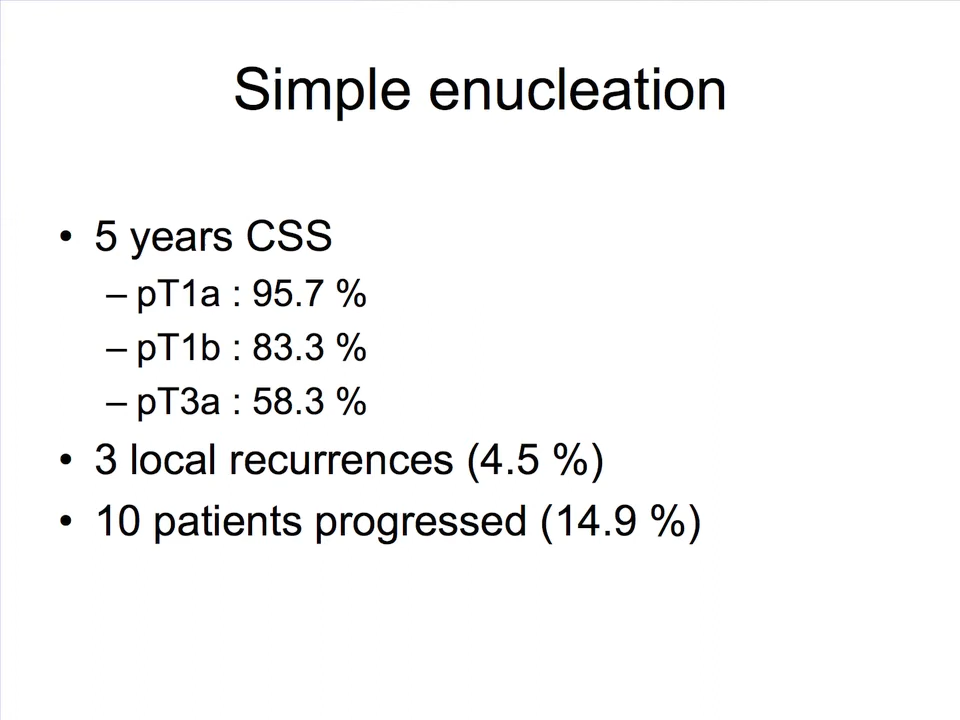 Simple enucleation
• 5 years CSS
– pT1a : 95.7 %
– pT1b : 83.3 %
– pT3a : 58.3 %
• 3 local recurrences (4.5 %)
• 10 patients progressed (14.9 %)